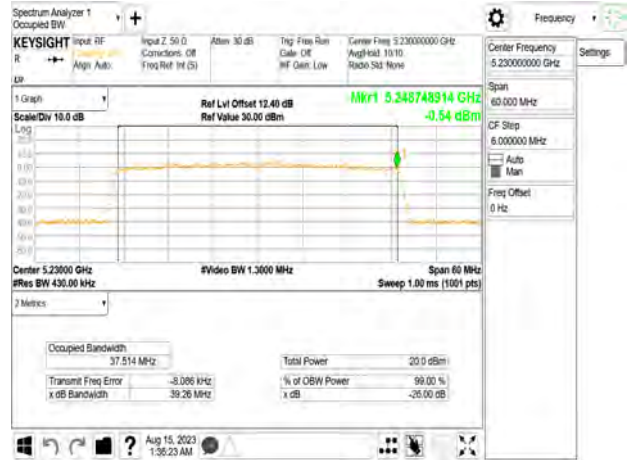 Spectrum Analyzer 1
Occupied BW
Frequency
KEYSIGHT
Input: RF
Input Z: 50 Ω
Atten: 30 dB
Trig: Free Run
Center Freq: 5.230000000 GHz
R
Corrections: Off
Gate: Off
Avg|Hold: 10/10
Align: Auto
Freq Ref: Int (S)
#IF Gain: Low
Radio Std: None
Center Frequency
5.230000000 GHz
Settings
Span
60.000 MHz
CF Step
6.000000 MHz
Auto
Man
Freq Offset
0 Hz
1 Graph
Ref Lvl Offset 12.40 dB
Mkr1 5.248748914 GHz
Scale/Div 10.0 dB
Ref Value 30.00 dBm
-0.54 dBm
Log
Center 5.23000 GHz
#Video BW 1.3000 MHz
Span 60 MHz
#Res BW 430.00 kHz
Sweep 1.00 ms (1001 pts)
2 Metrics
Occupied Bandwidth
37.514 MHz
Total Power
20.0 dBm
Transmit Freq Error
-8.086 kHz
% of OBW Power
99.00 %
x dB Bandwidth
39.26 MHz
x dB
-26.00 dB
?
Aug 15, 2023
1:36:23 AM